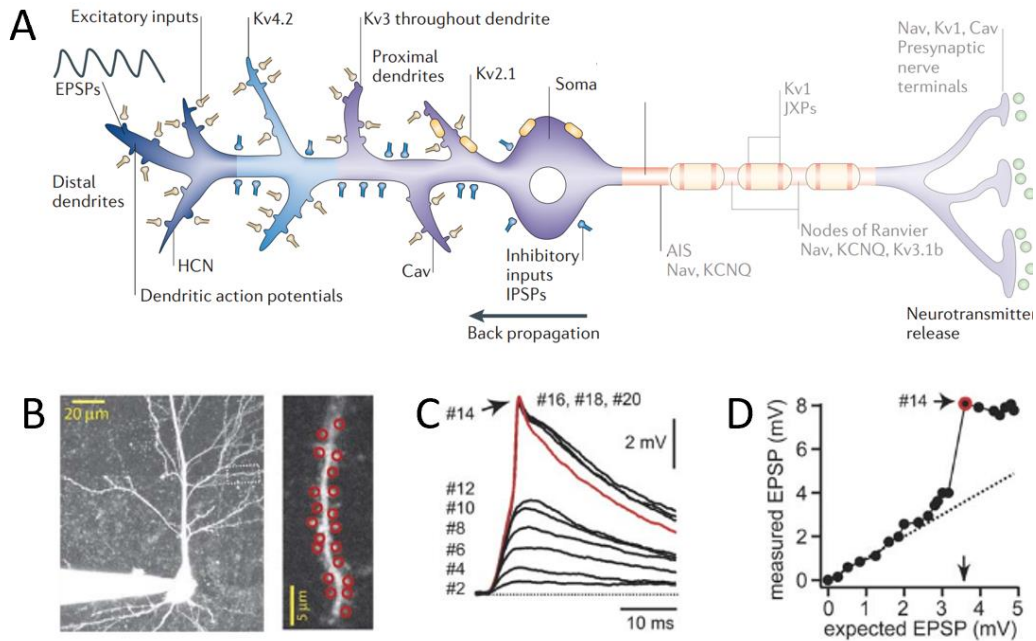 A
Excitatory inputs
Kv4.2
Kv3 throughout dendrite
Proximal
dendrites
Kv2.1
Soma
EPSPs
Distal
dendrites
HCN
Dendritic action potentials
Cav
Inhibitory
inputs
IPSPs
Back propagation
AIS
Nav, KCNQ
Kv1
JXPs
Nodes of Ranvier
Nav, KCNQ, Kv3.1b
Nav, Kv1, Cav
Presynaptic
nerve
terminals
Neurotransmitter
release
B
20 µm
5 µm
C
#14
#16, #18, #20
2 mV
#12
#10
#8
#6
#4
#2
10 ms
D
measured EPSP (mV)
8
4
0
#14
0 1 2 3 4 5
expected EPSP (mV)